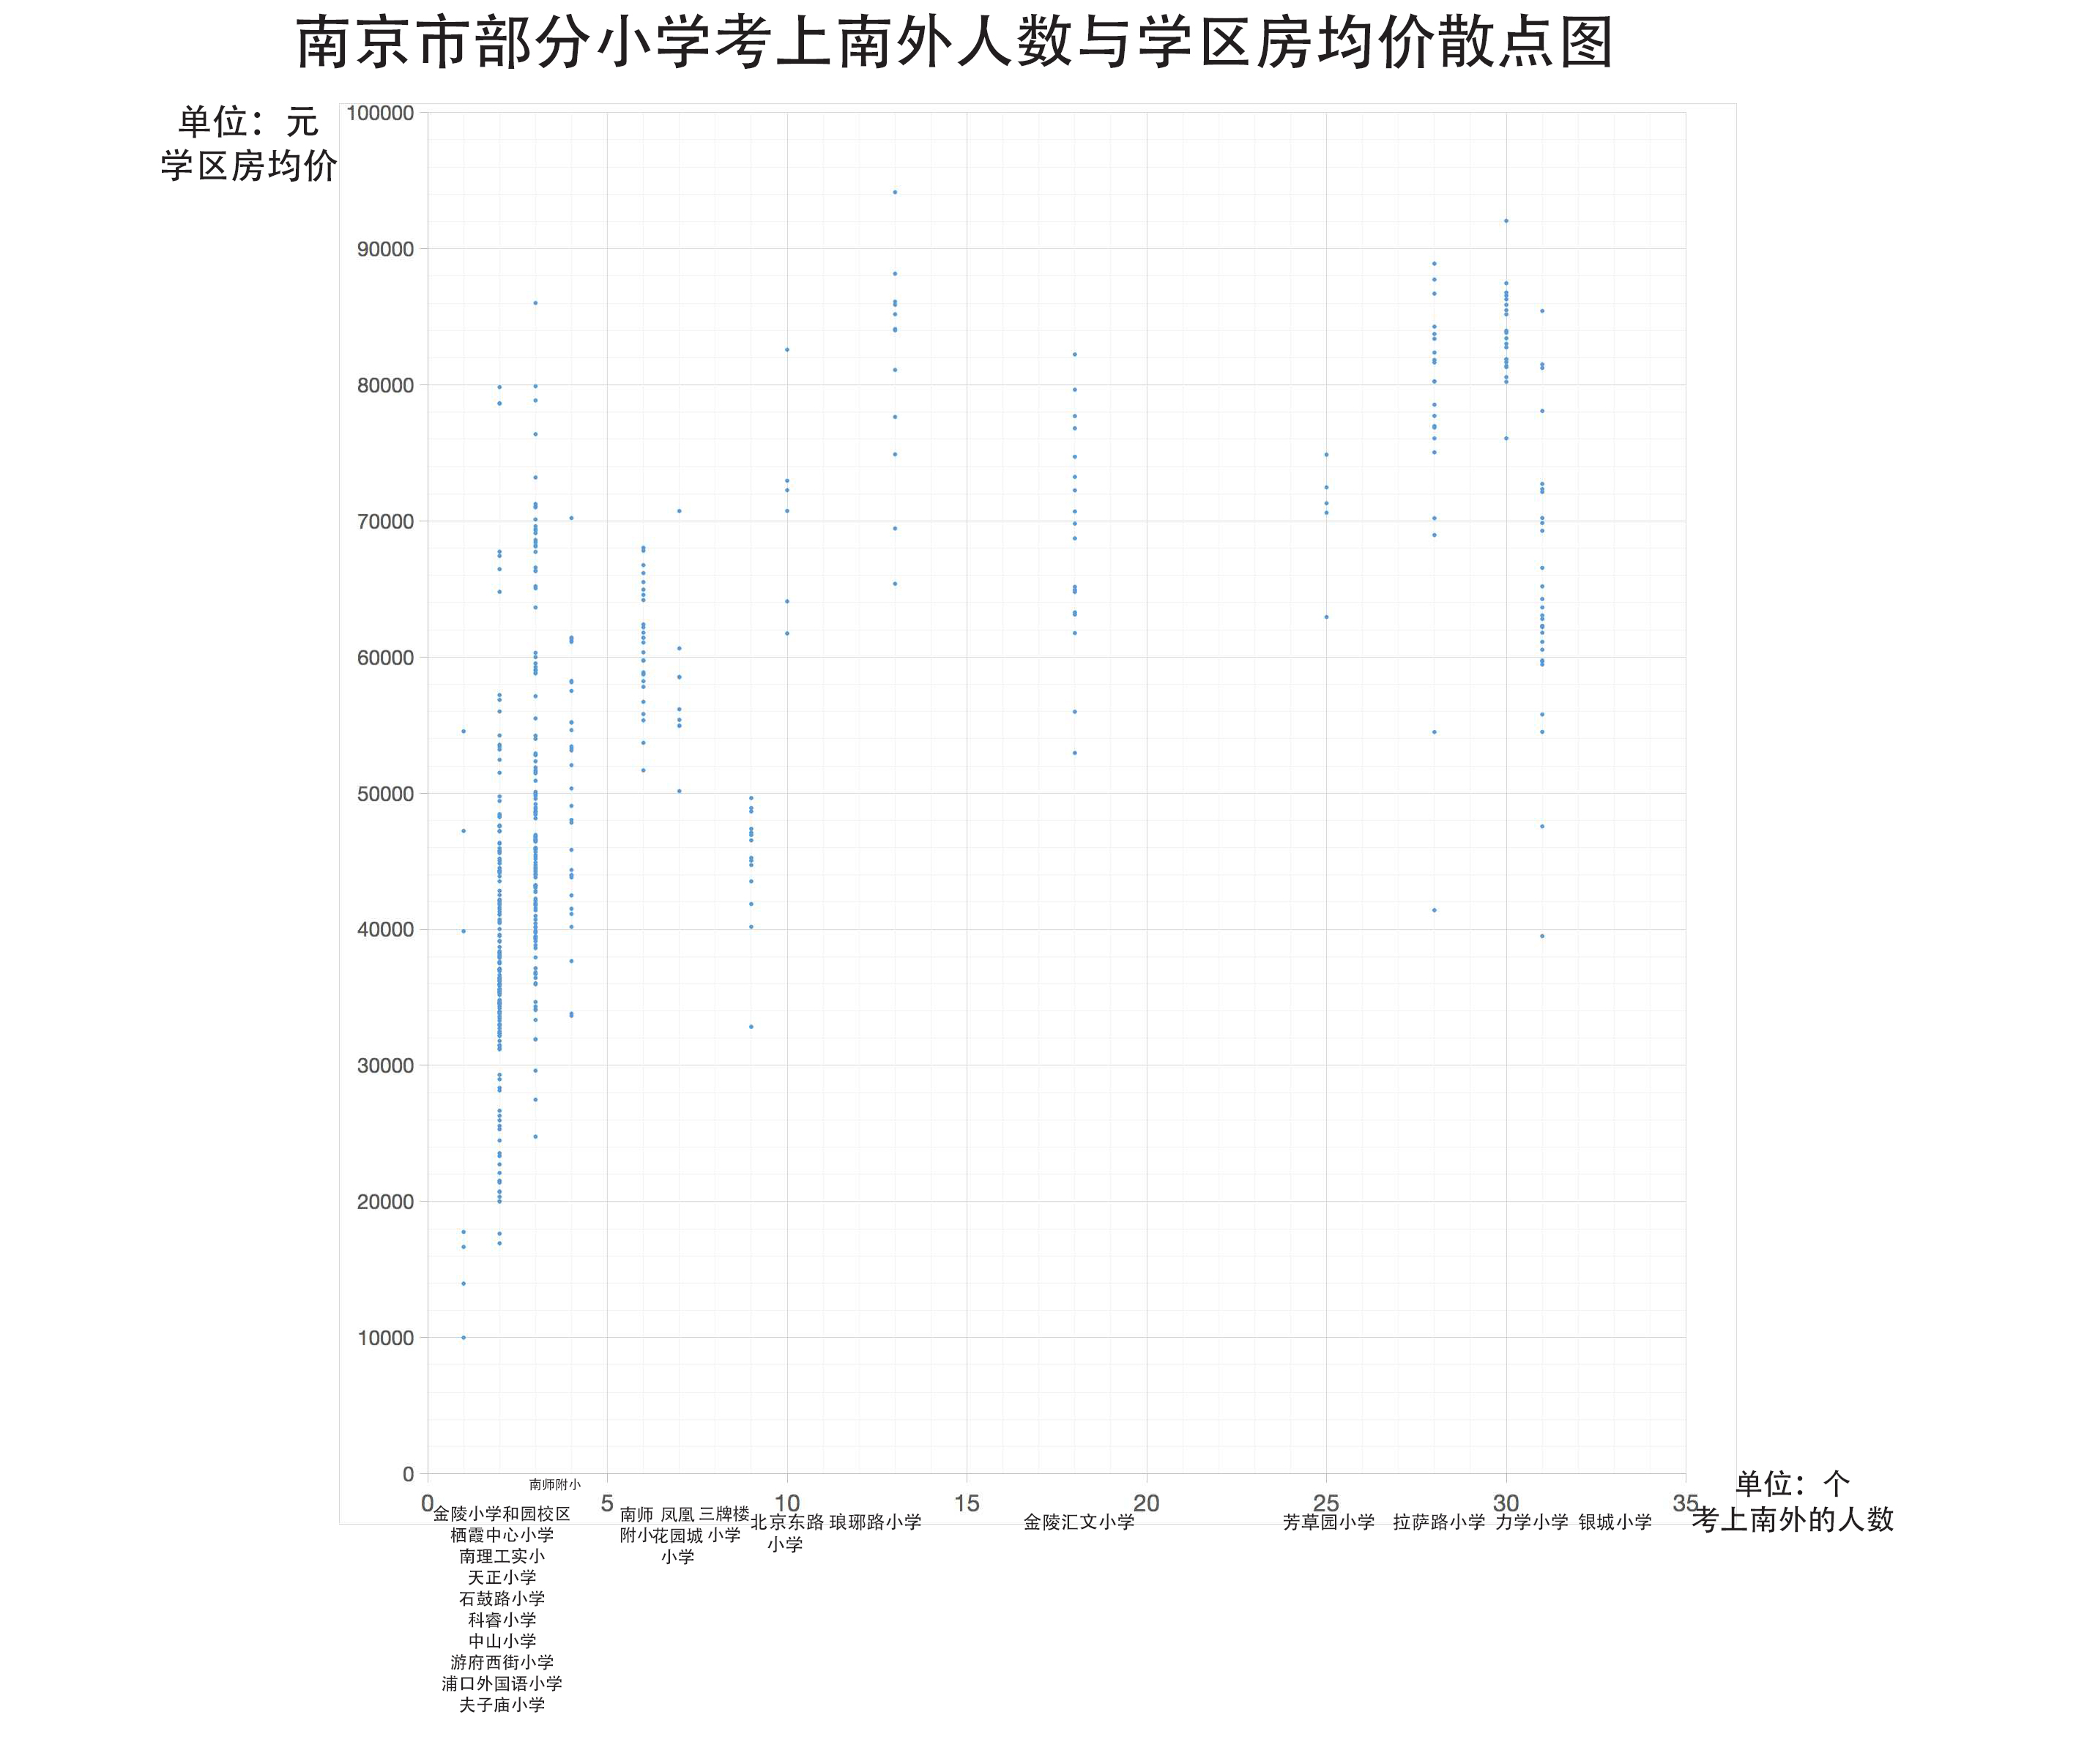 南京市部分小学考上南外人数与学区房均价散点图
单位：元
学区房均价
100000
90000
80000
70000
60000
50000
40000
30000
20000
10000
0
0
5
10
15
20
25
30
35
单位：个
考上南外的人数
南师附小
金陵小学和园校区
栖霞中心小学
南理工实小
天正小学
石鼓路小学
科睿小学
中山小学
游府西街小学
浦口外国语小学
夫子庙小学
南师
附小
凤凰
花园城
小学
三牌楼
小学
北京东路
小学
琅琊路小学
金陵汇文小学
芳草园小学
拉萨路小学
力学小学
银城小学